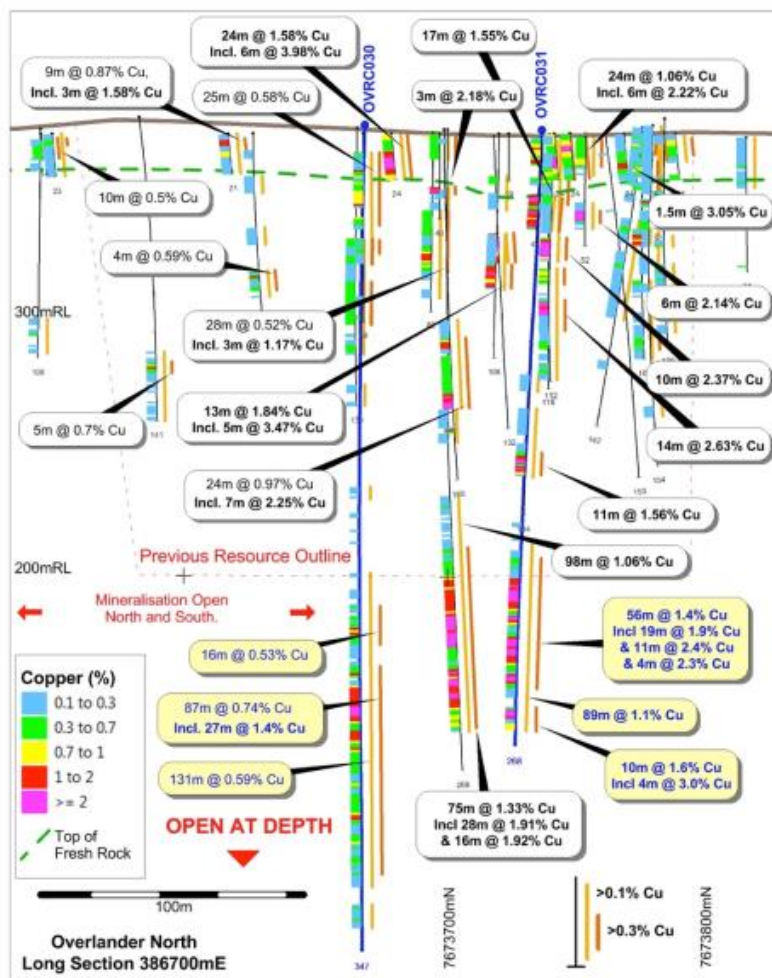 24m @ 1.58% Cu
Incl. 6m @ 3.98% Cu
17m @ 1.55% Cu
9m @ 0.87% Cu,
Incl. 3m @ 1.58% Cu
25m @ 0.58% Cu
OVRC030
3m @ 2.18% Cu
OVRC031
24m @ 1.06% Cu
Incl. 6m @ 2.22% Cu
23
21
24
10m @ 0.5% Cu
1.5m @ 3.05% Cu
4m @ 0.59% Cu
52
6m @ 2.14% Cu
300mRL
28m @ 0.52% Cu
Incl. 3m @ 1.17% Cu
108
10m @ 2.37% Cu
13m @ 1.84% Cu
Incl. 5m @ 3.47% Cu
5m @ 0.7% Cu
141
132
162
14m @ 2.63% Cu
24m @ 0.97% Cu
Incl. 7m @ 2.25% Cu
154
11m @ 1.56% Cu
98m @ 1.06% Cu
Previous Resource Outline
200mRL
Mineralisation Open
North and South.
16m @ 0.53% Cu
56m @ 1.4% Cu
Incl 19m @ 1.9% Cu
& 11m @ 2.4% Cu
& 4m @ 2.3% Cu
Copper (%)
0.1 to 0.3
0.3 to 0.7
0.7 to 1
1 to 2
>= 2
Top of
Fresh Rock
87m @ 0.74% Cu
Incl. 27m @ 1.4% Cu
89m @ 1.1% Cu
131m @ 0.59% Cu
268
10m @ 1.6% Cu
Incl 4m @ 3.0% Cu
75m @ 1.33% Cu
Incl 28m @ 1.91% Cu
& 16m @ 1.92% Cu
OPEN AT DEPTH
100m
7673700mN
7673800mN
>0.1% Cu
>0.3% Cu
Overlander North
Long Section 386700mE
347